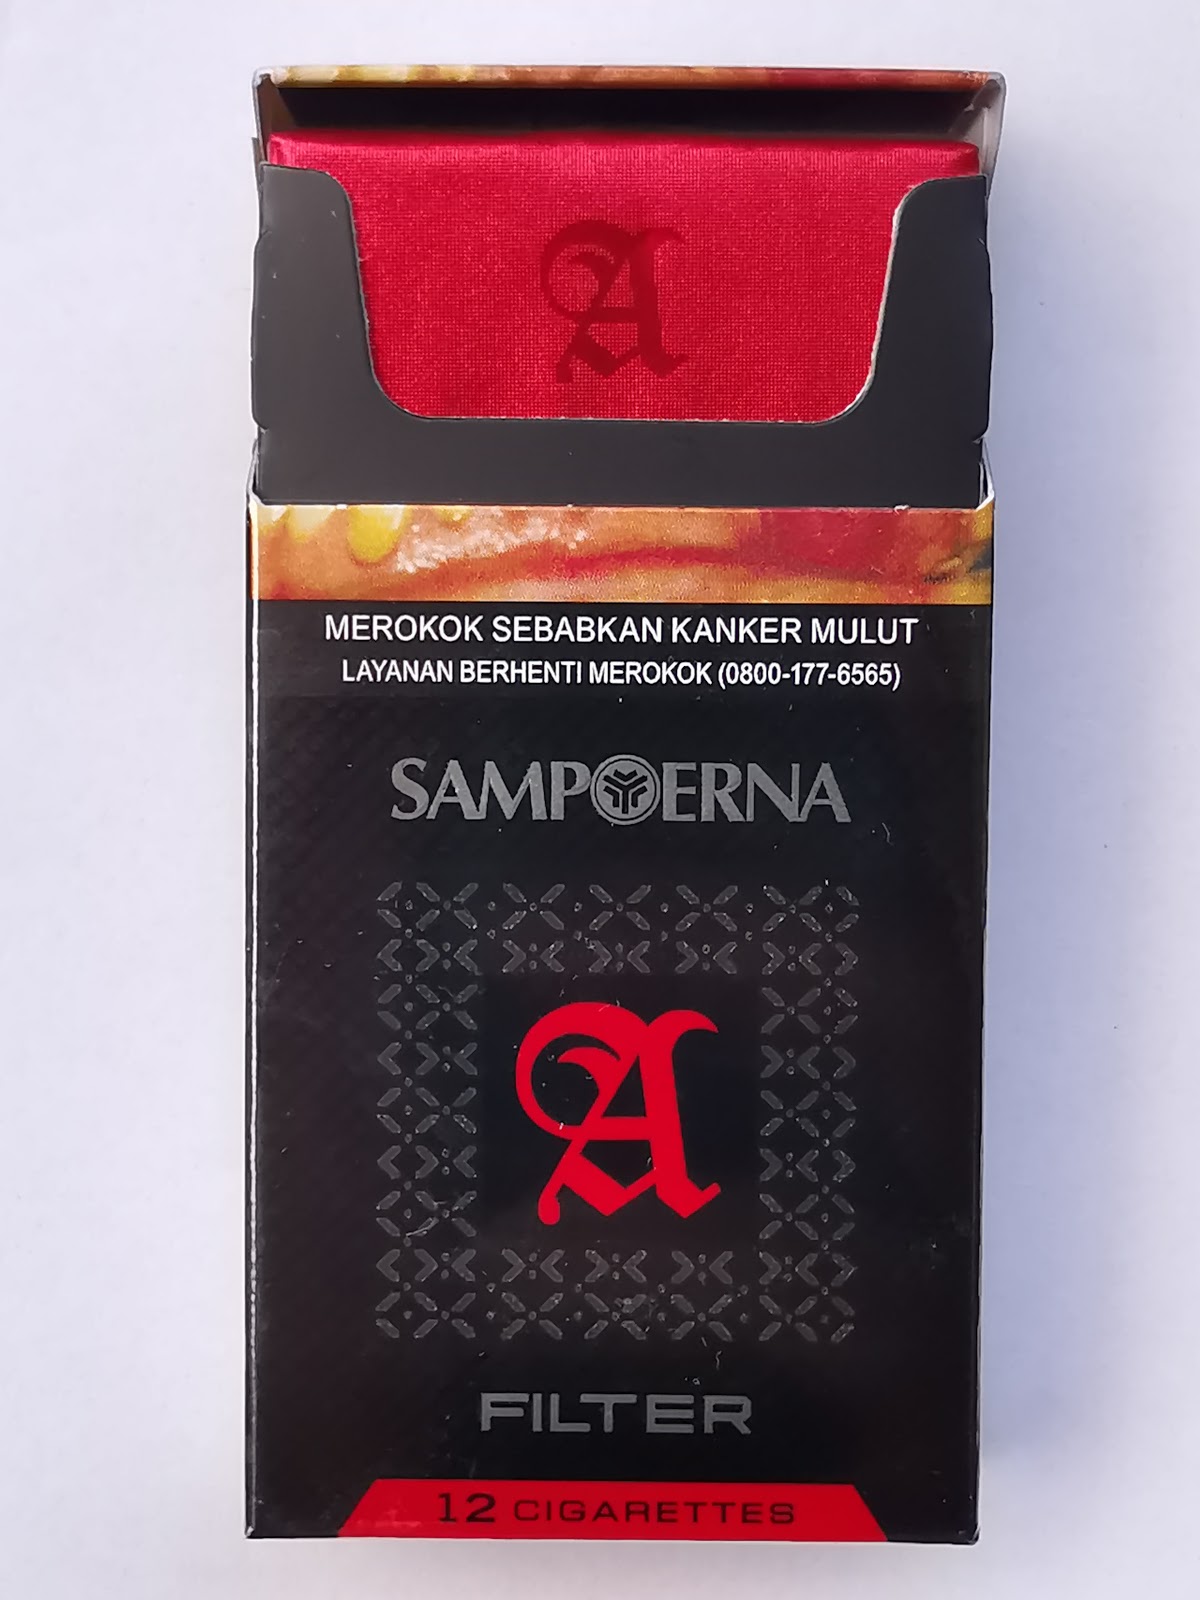 A
MEROKOK SEBABKAN KANKER MULUT
LAYANAN BERHENTI MEROKOK (0800-177-6565)
SAMPOERNA
A
FILTER
12 CIGARETTES